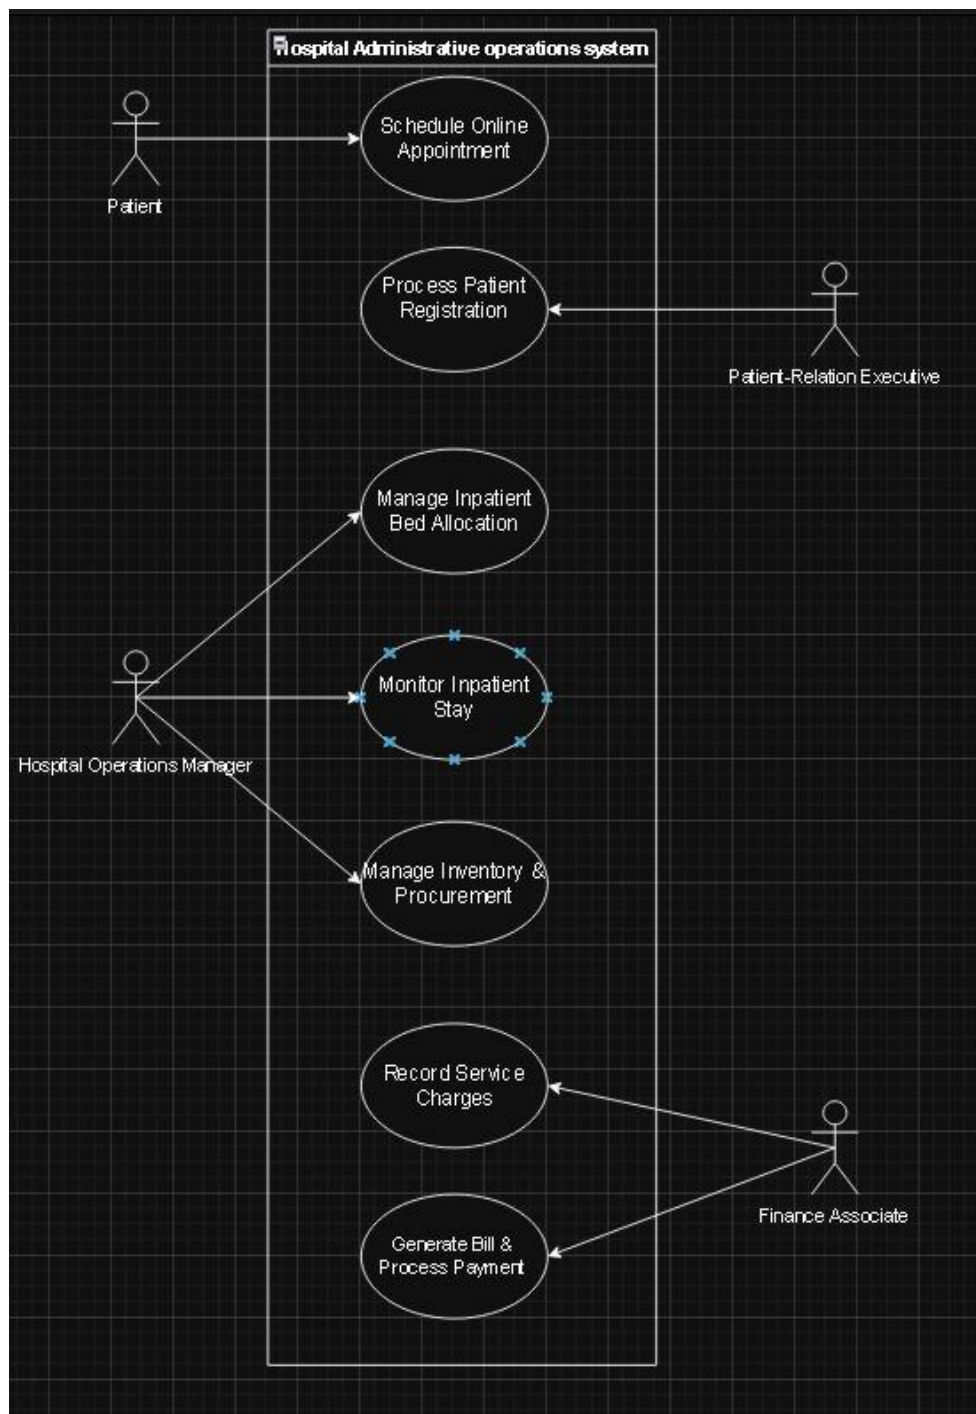 Hospital Administrative operations system
Schedule Online
Appointment
Patient
Process Patient
Registration
Patient-Relation Executive
Manage Inpatient
Bed Allocation
Monitor Inpatient
Stay
Hospital Operations Manager
Manage Inventory &
Procurement
Record Service
Charges
Finance Associate
Generate Bill &
Process Payment